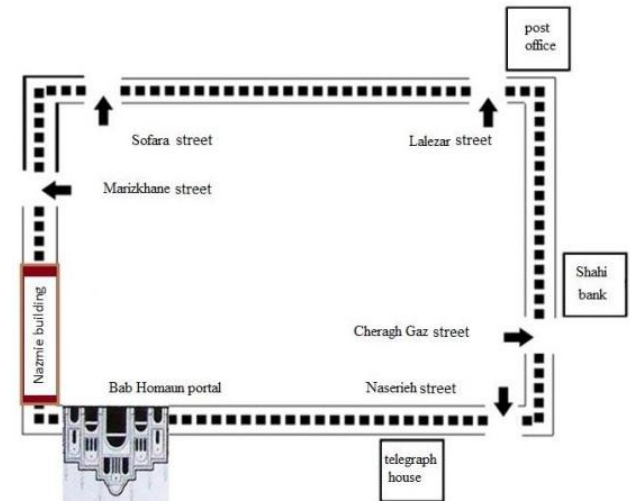 post
office
Sofara street
Lalezar street
Marizkhane street
Shahi
bank
Nazmie building
Cheragh Gaz street
Bab Homaun portal
Naserieh street
telegraph
house